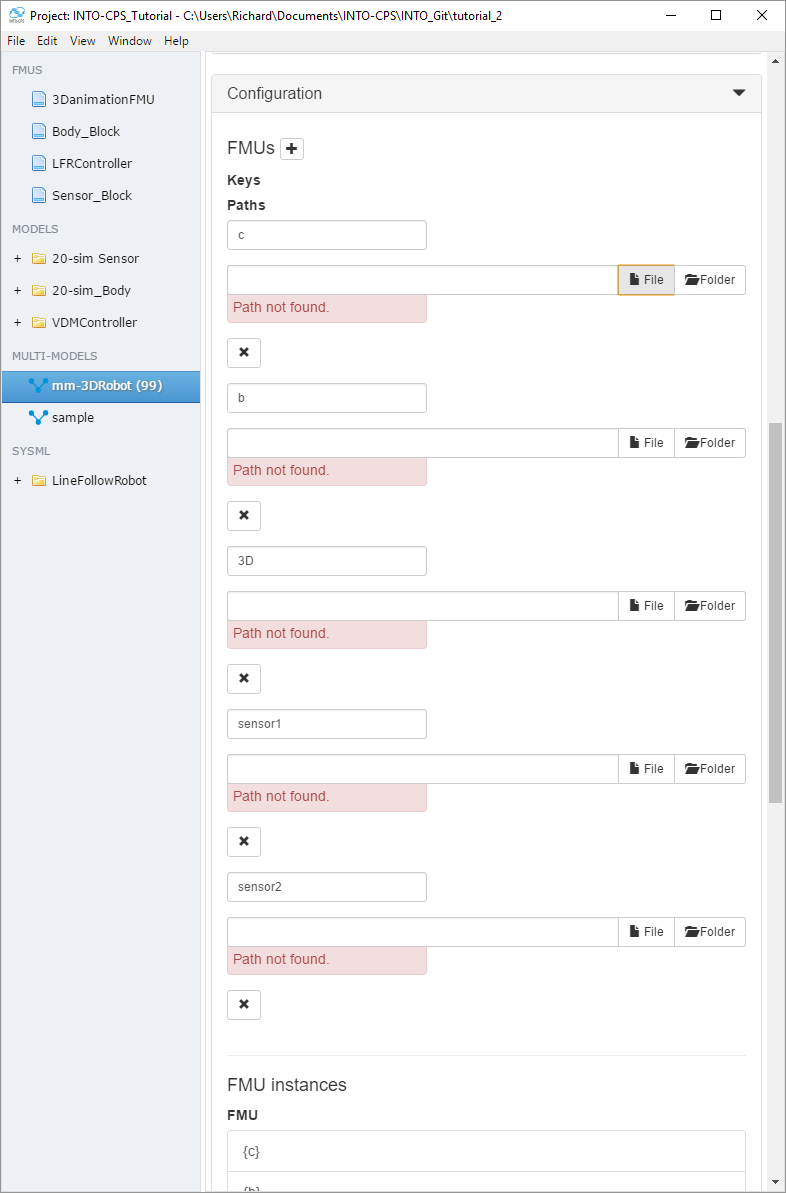 Project: INTO-CPS_Tutorial - C:\Users\Richard\Documents\INTO-CPS\INTO_Git\tutorial_2
File Edit View Window Help
FMUS
3DanimationFMU
Body_Block
LFRController
Sensor_Block
MODELS
+ 20-sim Sensor
+ 20-sim_Body
+ VDMController
MULTI-MODELS
mm-3DRobot (99)
sample
SYSML
+ LineFollowRobot
Configuration
FMUs
Keys
Paths
c
File Folder
Path not found.
b
File Folder
Path not found.
3D
File Folder
Path not found.
sensor1
File Folder
Path not found.
sensor2
File Folder
Path not found.
FMU instances
FMU
{c}
{b}